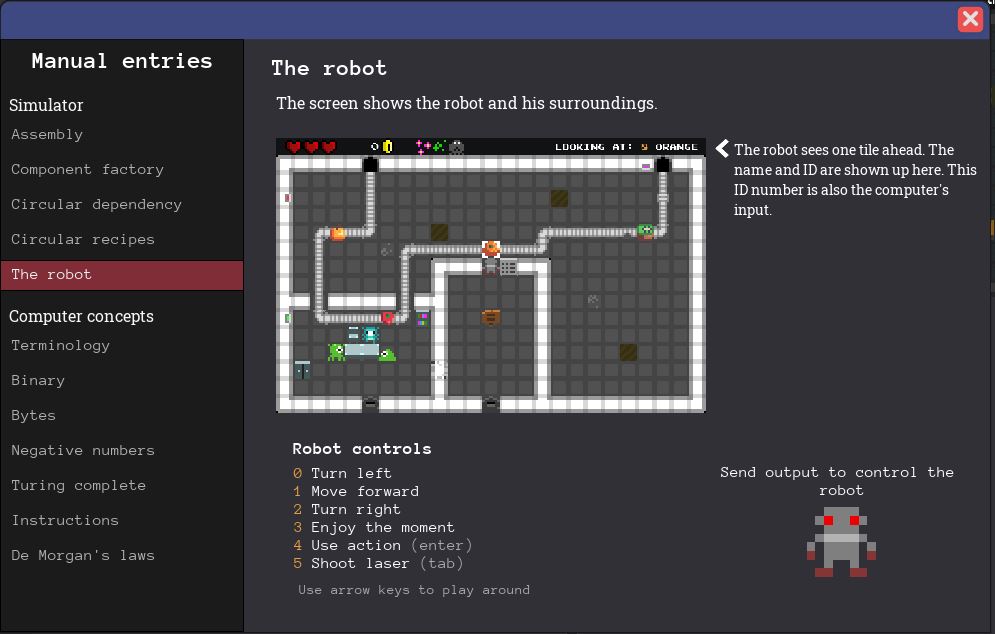 Manual entries
Simulator
Assembly
Component factory
Circular dependency
Circular recipes
The robot
Computer concepts
Terminology
Binary
Bytes
Negative numbers
Turing complete
Instructions
De Morgan's laws
The robot
The screen shows the robot and his surroundings.
0
LOOKING AT: 8 ORANGE
The robot sees one tile ahead. The
name and ID are shown up here. This
ID number is also the computer's
input.
Robot controls
0 Turn left
1 Move forward
2 Turn right
3 Enjoy the moment
4 Use action (enter)
5 Shoot laser (tab)
Use arrow keys to play around
Send output to control the
robot